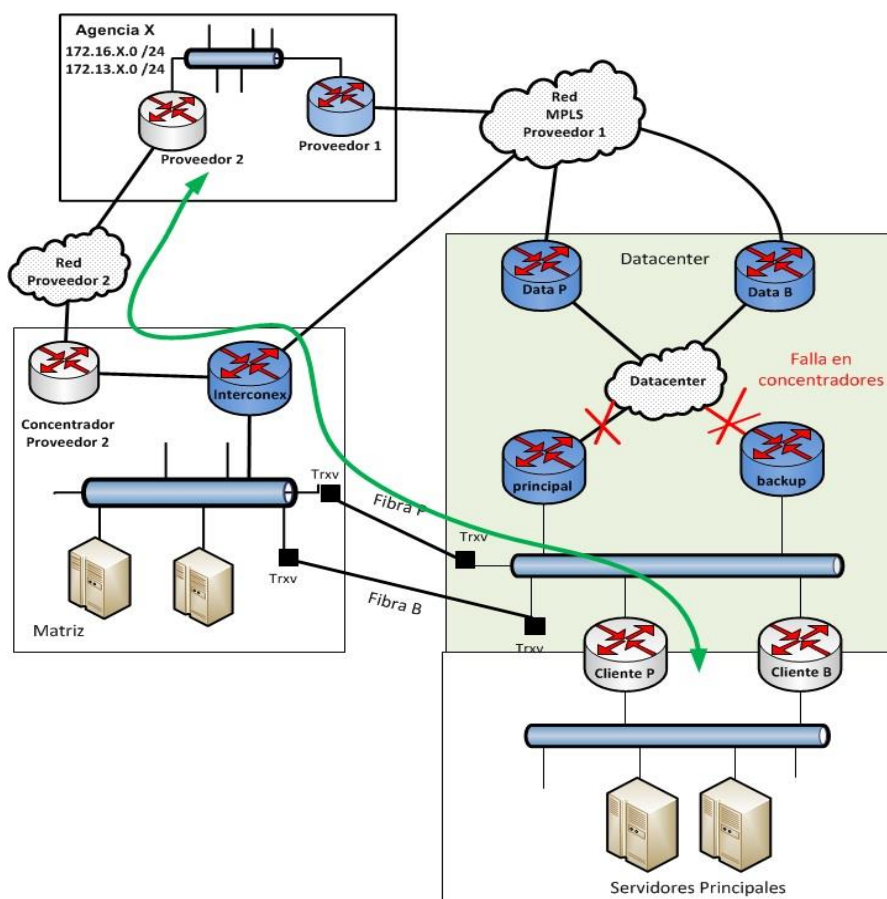 Agencia X
172.16.X.0 /24
172.13.X.0 /24
Proveedor 2
Proveedor 1
Red
MPLS
Proveedor 1
Red
Proveedor 2
Datacenter
Data P
Data B
Datacenter
Falla en
concentradores
Concentrador
Proveedor 2
Interconex
principal
backup
Trxv
Fibra P
Trxv
Trxv
Fibra B
Trxv
Matriz
Cliente P
Cliente B
Servidores Principales